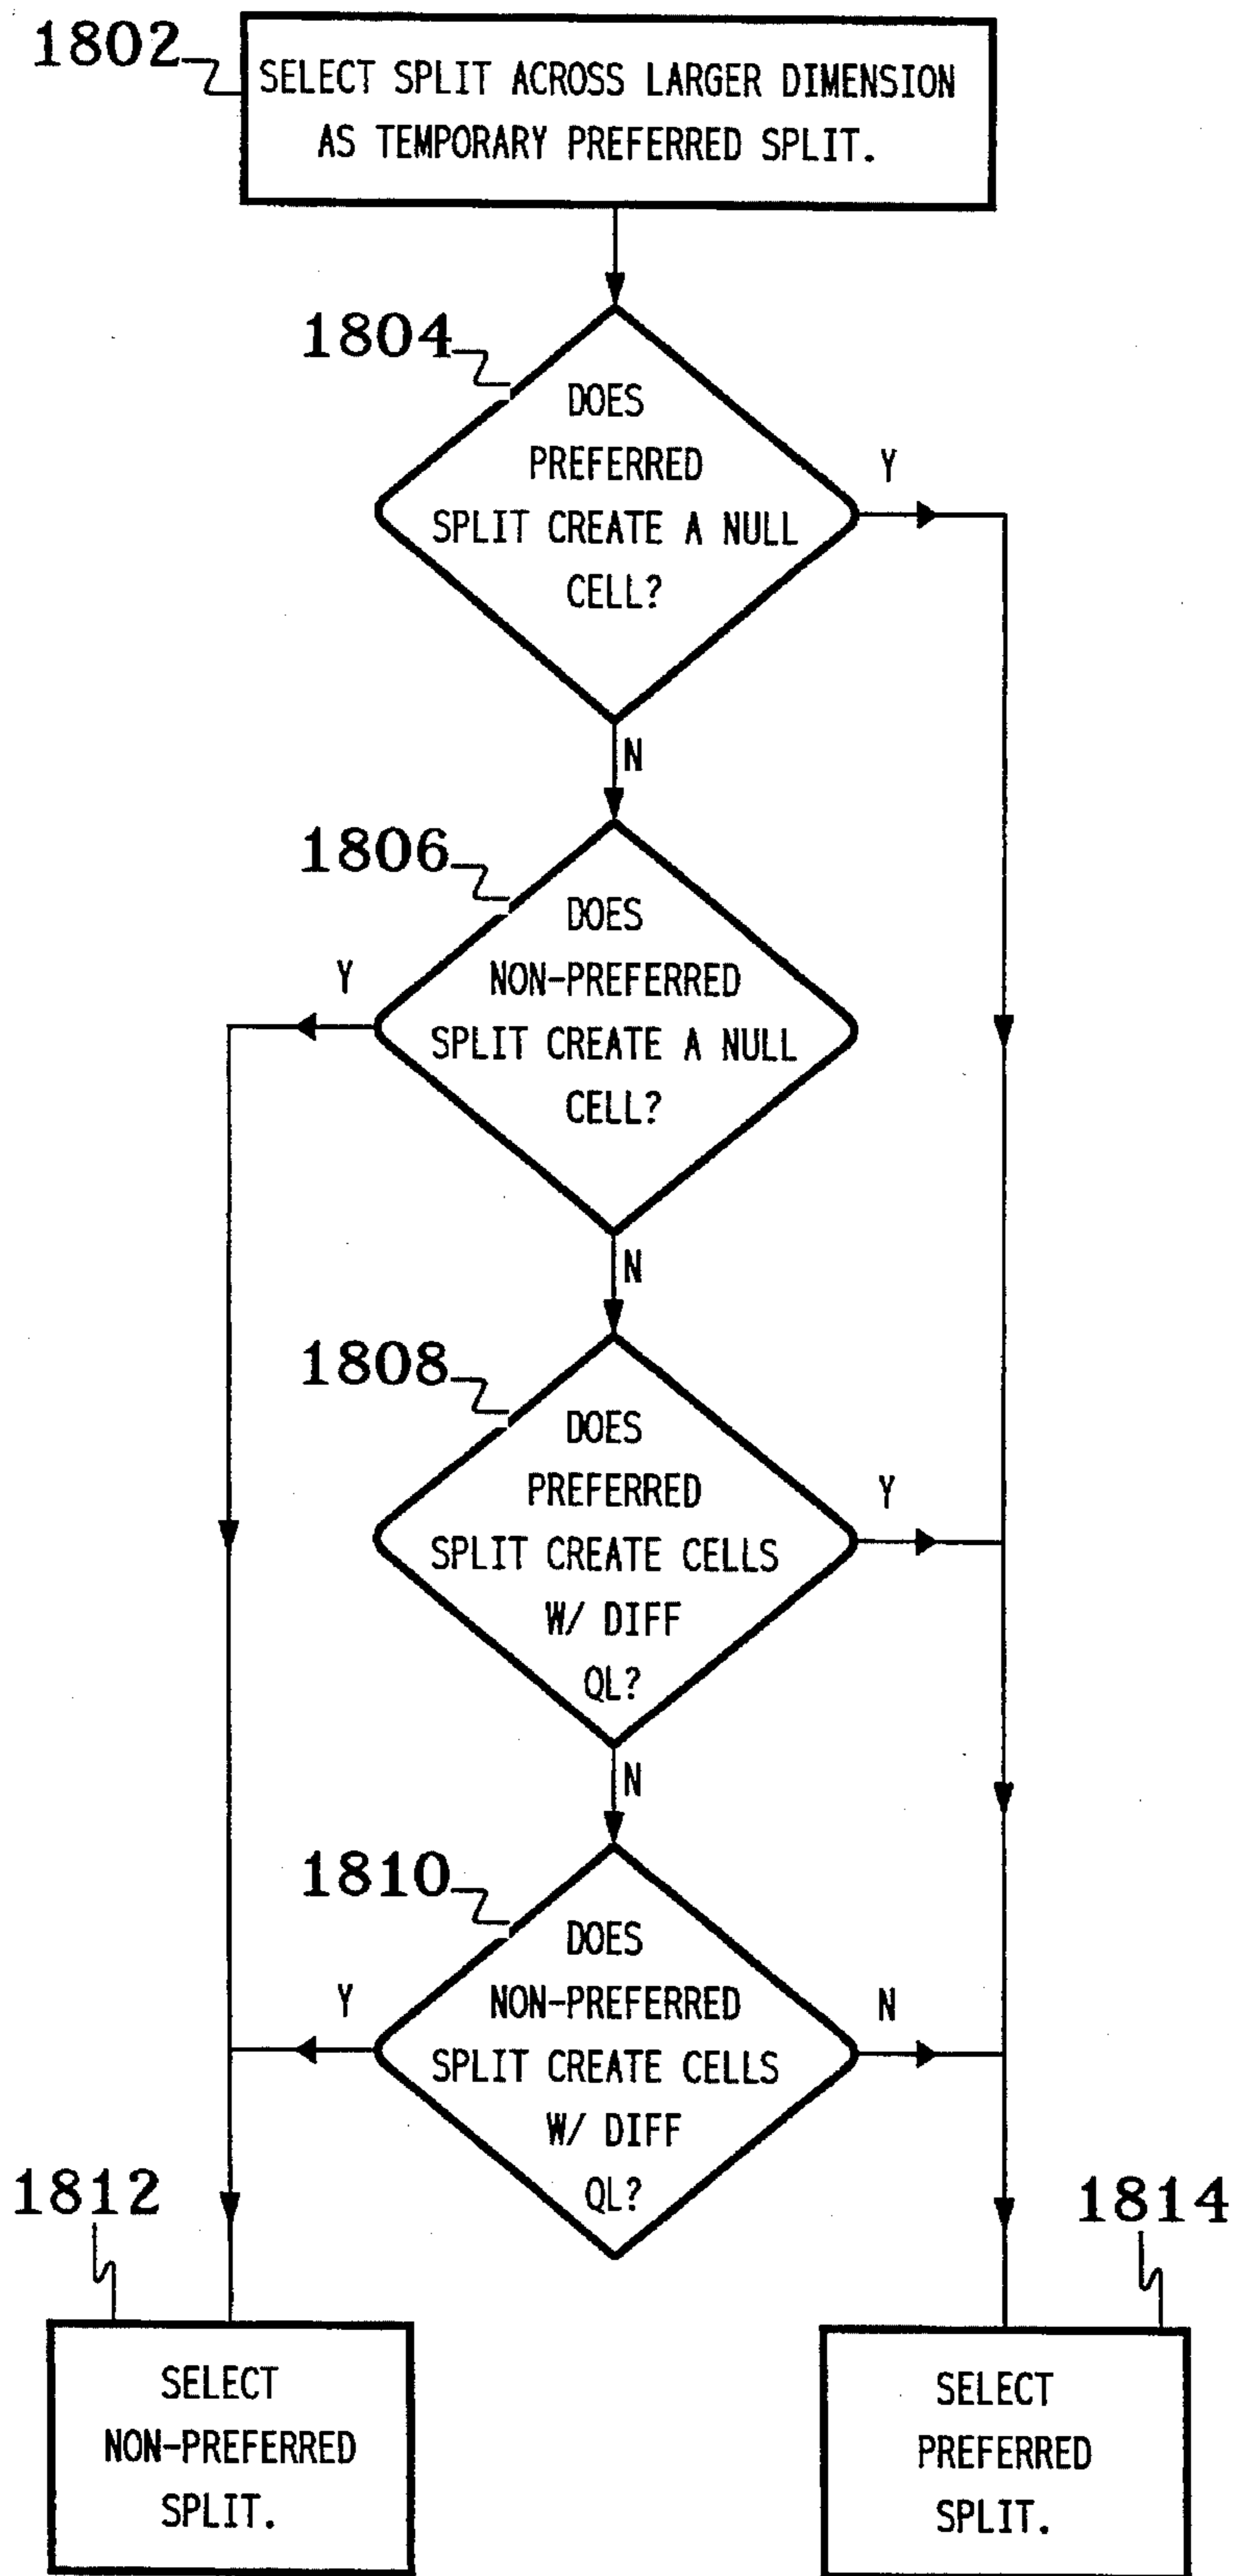 1802
SELECT SPLIT ACROSS LARGER DIMENSION
AS TEMPORARY PREFERRED SPLIT.
1804
DOES
PREFERRED
SPLIT CREATE A NULL
CELL?
Y
N
1806
DOES
NON-PREFERRED
SPLIT CREATE A NULL
CELL?
Y
N
1808
DOES
PREFERRED
SPLIT CREATE CELLS
W/ DIFF
QL?
Y
N
1810
DOES
NON-PREFERRED
SPLIT CREATE CELLS
W/ DIFF
QL?
Y
N
1812
SELECT
NON-PREFERRED
SPLIT.
1814
SELECT
PREFERRED
SPLIT.